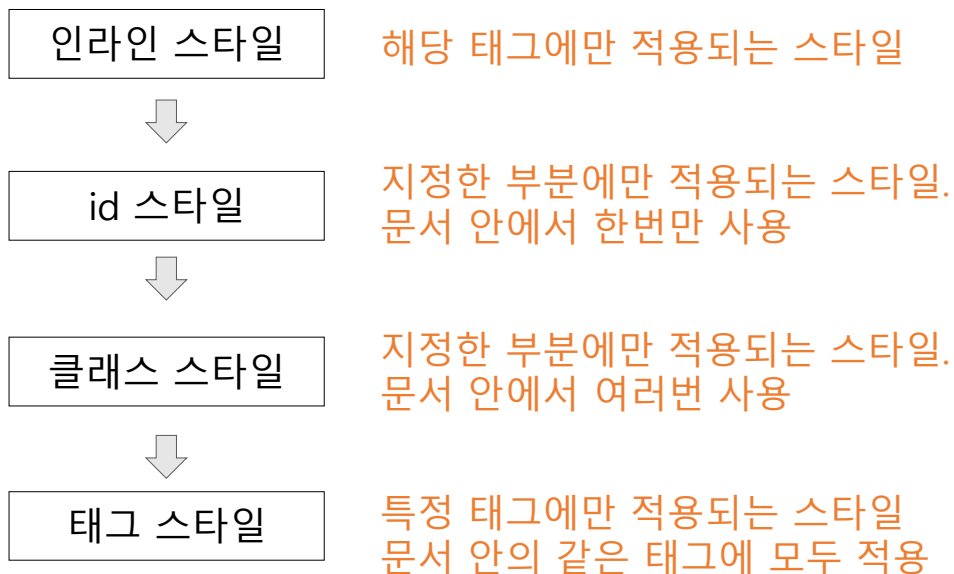 인라인 스타일
해당 태그에만 적용되는 스타일
id 스타일
지정한 부분에만 적용되는 스타일.
문서 안에서 한번만 사용
클래스 스타일
지정한 부분에만 적용되는 스타일.
문서 안에서 여러번 사용
태그 스타일
특정 태그에만 적용되는 스타일
문서 안의 같은 태그에 모두 적용